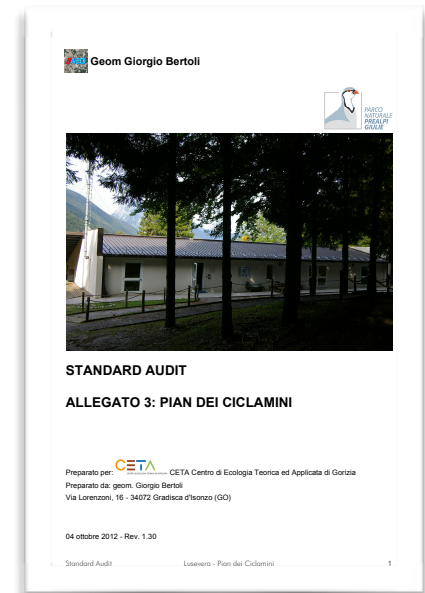 Geom Giorgio Bertoli
PARCO
NATURALE
PREALPI
GIULIE
STANDARD AUDIT
ALLEGATO 3: PIAN DEI CICLAMINI
Preparato per: CETA CETA Centro di Ecologia Teorica ed Applicata di Gorizia
Preparato da: geom. Giorgio Bertoli
Via Lorenzoni, 16 - 34072 Gradisca d'Isonzo (GO)
04 ottobre 2012 - Rev. 1.30
Standard Audit Lusevera - Pian dei Ciclamini 1